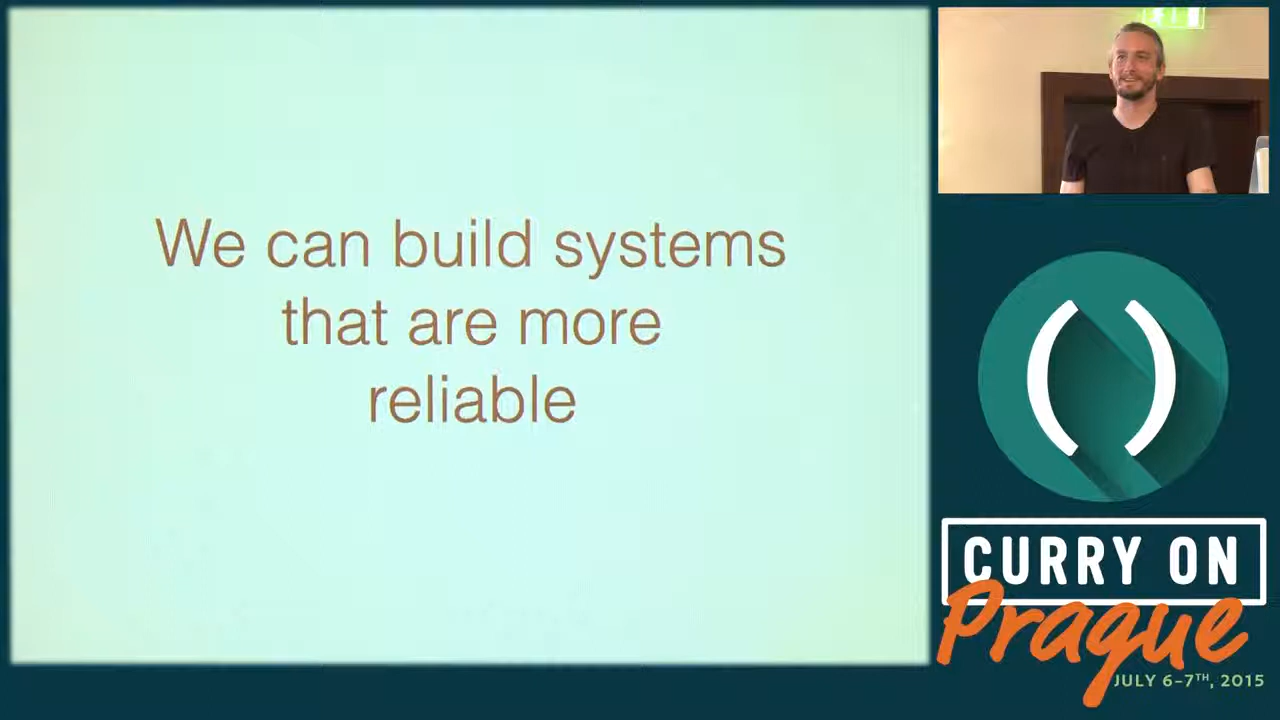 We can build systems
that are more
reliable
()
CURRY ON
Prague
JULY 6-7TH, 2015